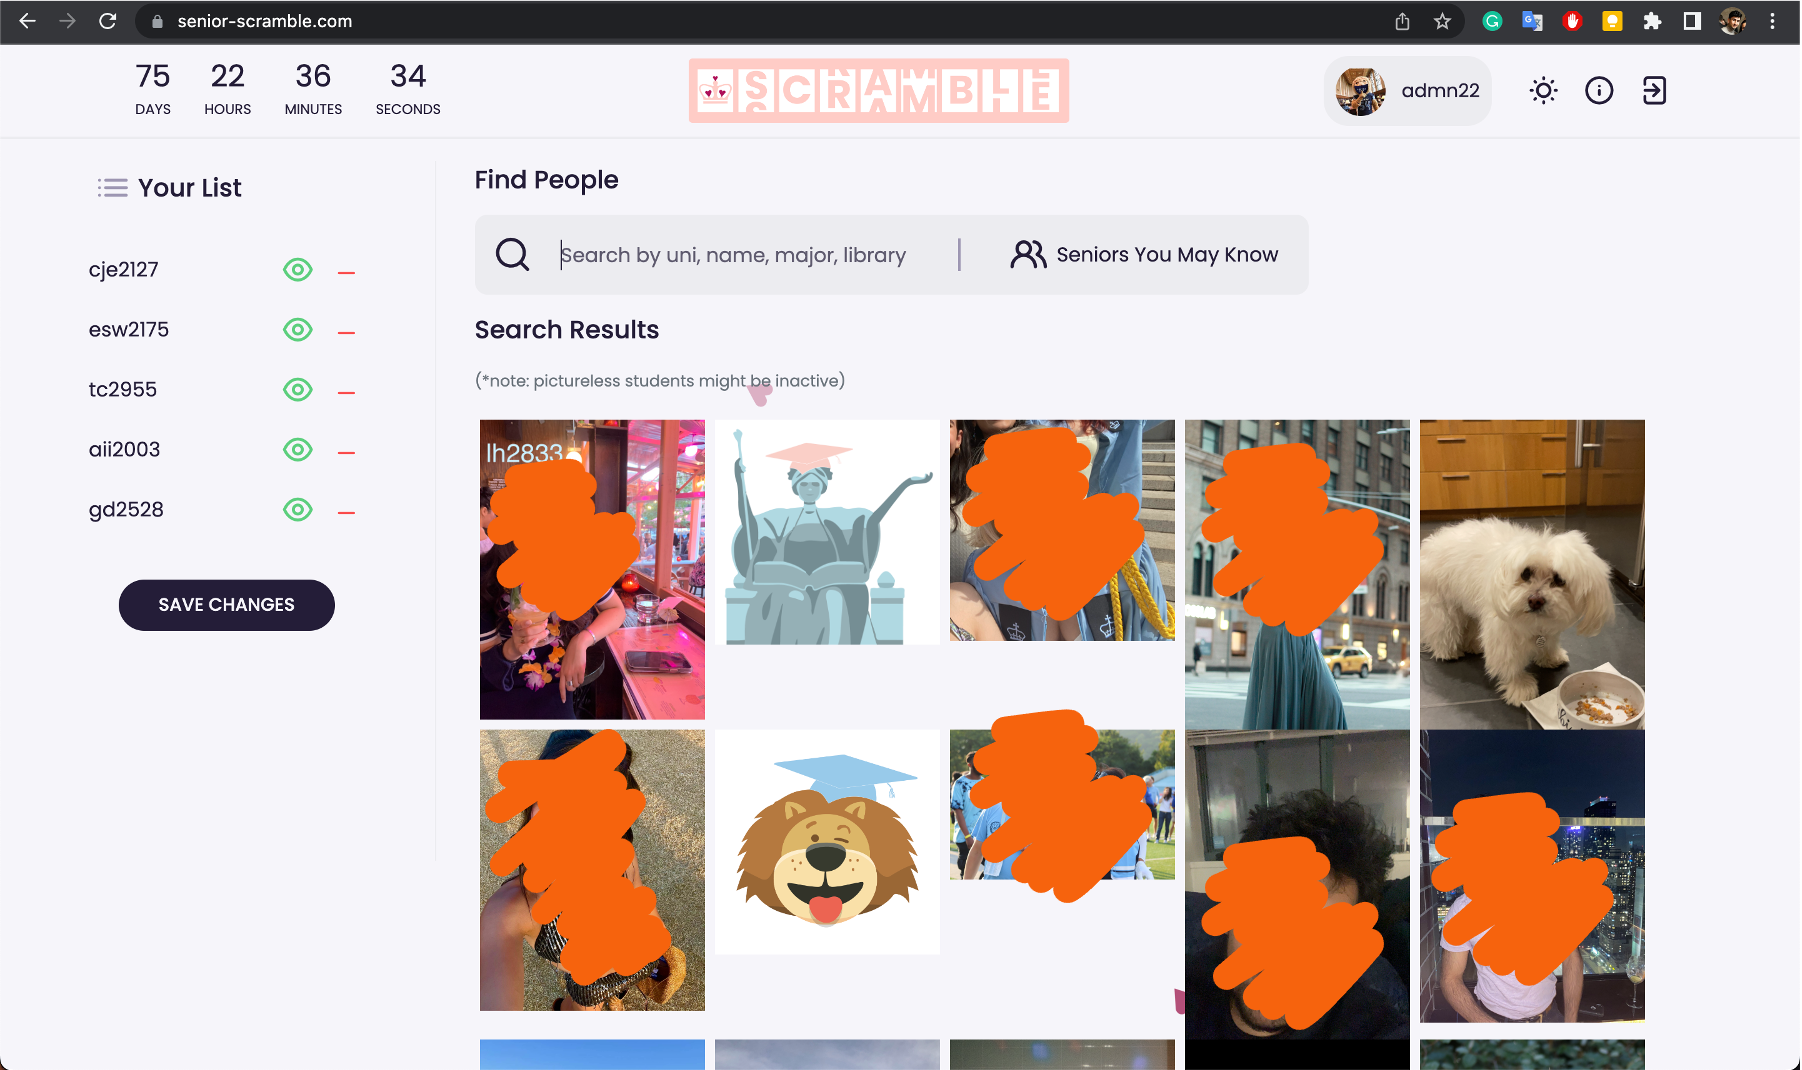 senior-scramble.com
75 22 36 34
DAYS HOURS MINUTES SECONDS
SCRAMBLE
admn22
Your List
cje2127
esw2175
tc2955
aii2003
gd2528
SAVE CHANGES
Find People
Search by uni, name, major, library
Seniors You May Know
Search Results
(*note: pictureless students might be inactive)
lh2833